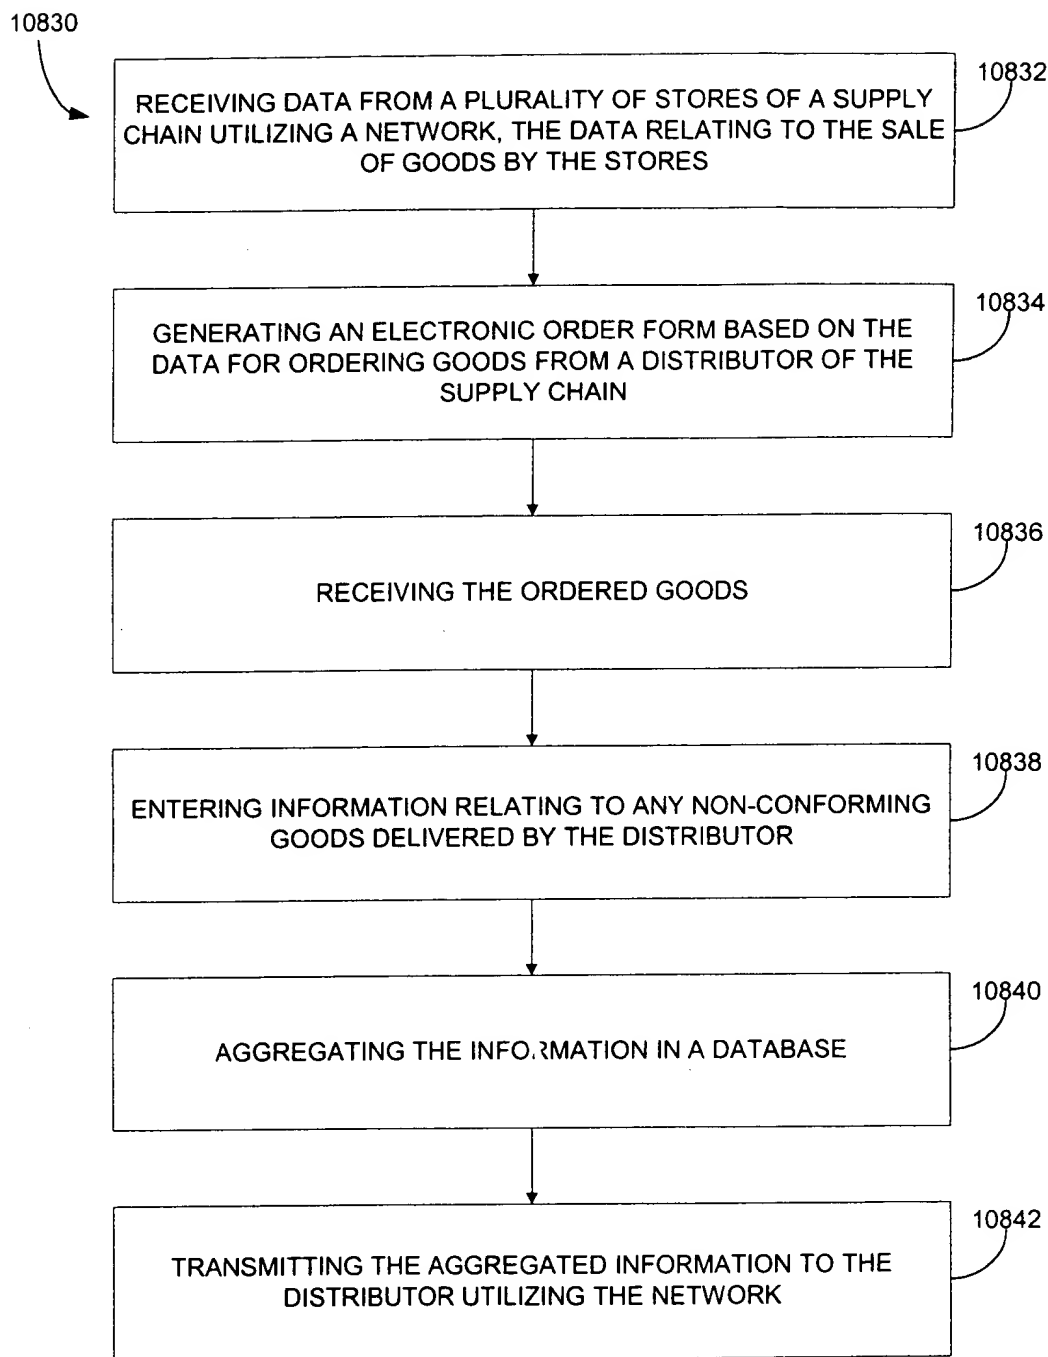 10830
10832
RECEIVING DATA FROM A PLURALITY OF STORES OF A SUPPLY
CHAIN UTILIZING A NETWORK, THE DATA RELATING TO THE SALE
OF GOODS BY THE STORES
10834
GENERATING AN ELECTRONIC ORDER FORM BASED ON THE
DATA FOR ORDERING GOODS FROM A DISTRIBUTOR OF THE
SUPPLY CHAIN
10836
RECEIVING THE ORDERED GOODS
10838
ENTERING INFORMATION RELATING TO ANY NON-CONFORMING
GOODS DELIVERED BY THE DISTRIBUTOR
10840
AGGREGATING THE INFORMATION IN A DATABASE
10842
TRANSMITTING THE AGGREGATED INFORMATION TO THE
DISTRIBUTOR UTILIZING THE NETWORK